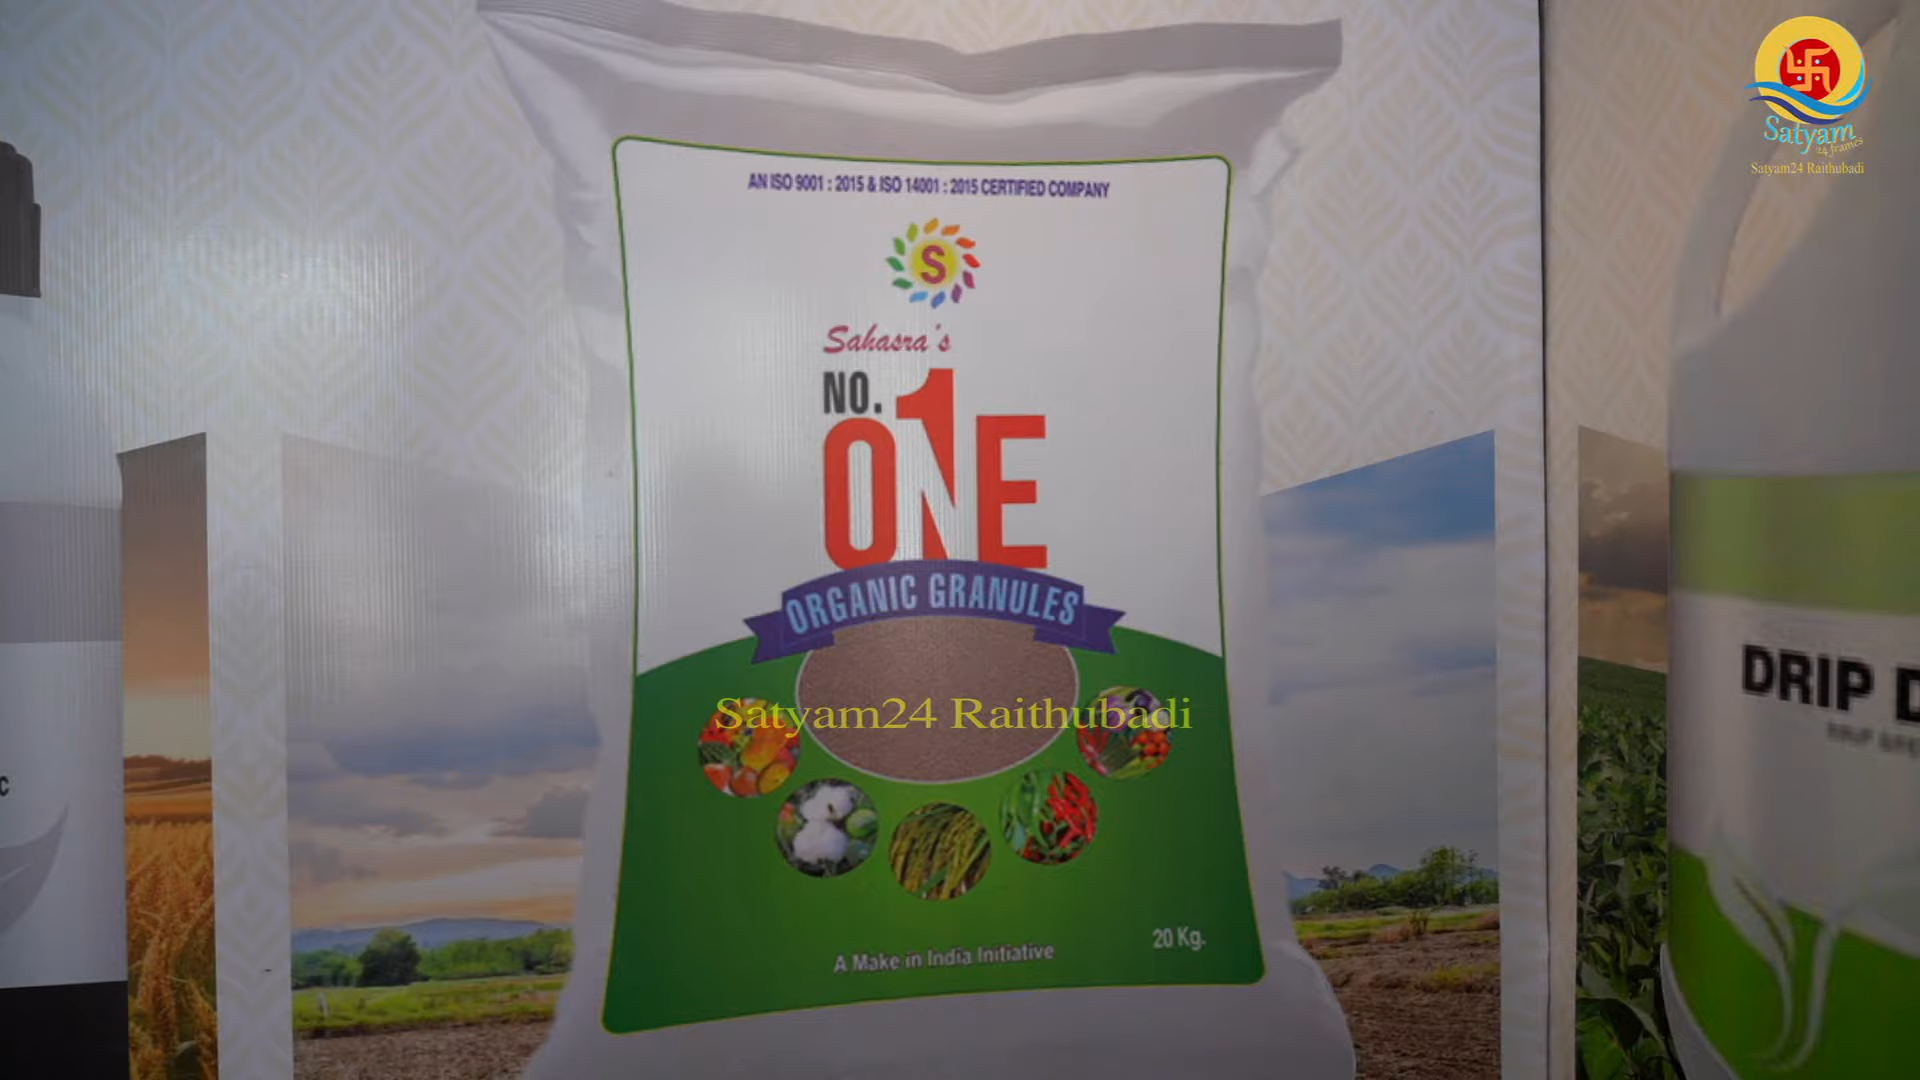 AN ISO 9001 : 2015 & ISO 14001 : 2015 CERTIFIED COMPANY
S
Sahasra's
NO. 1
ONE
ORGANIC GRANULES
Satyam24 Raithubadi
A Make in India Initiative
20 Kg.
Satyam
24 frames
Satyam24 Raithubadi
DRIP D
C